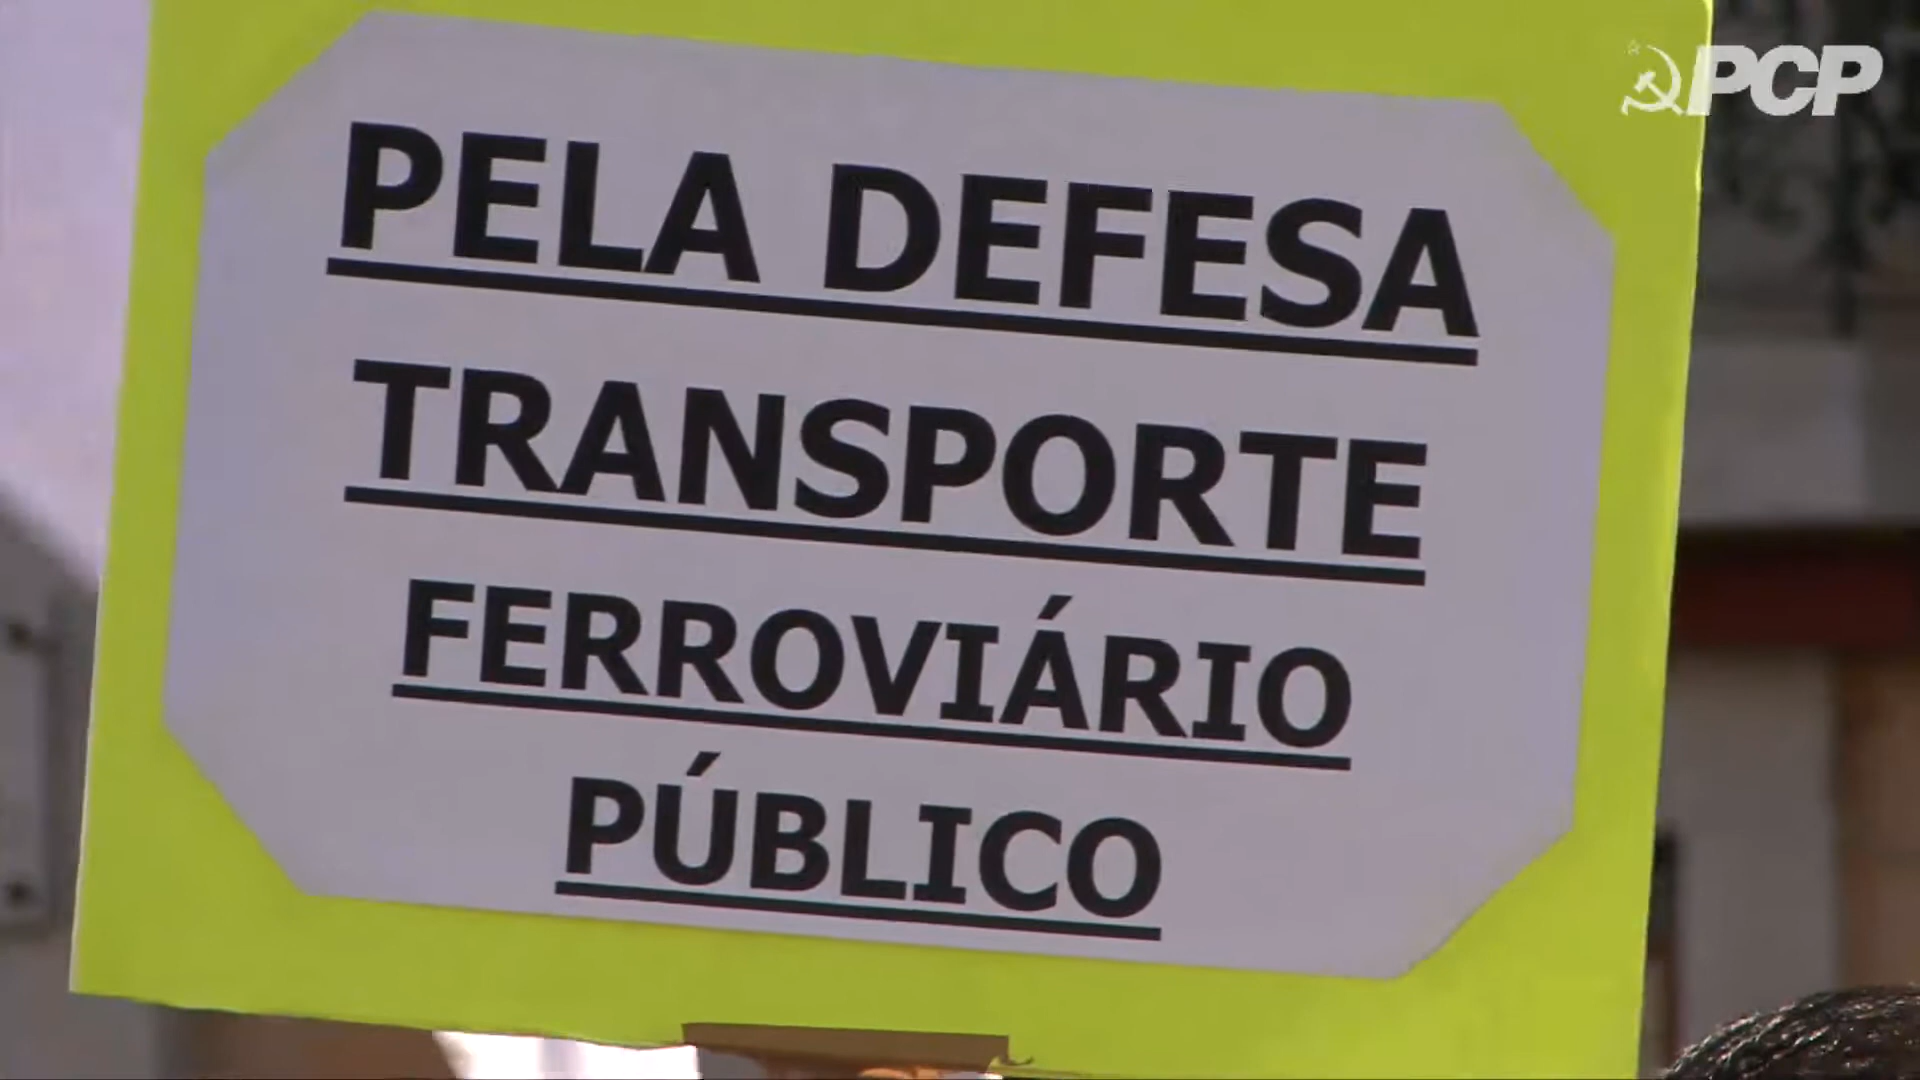 PCP
PELA DEFESA
TRANSPORTE
FERROVIÁRIO
PÚBLICO